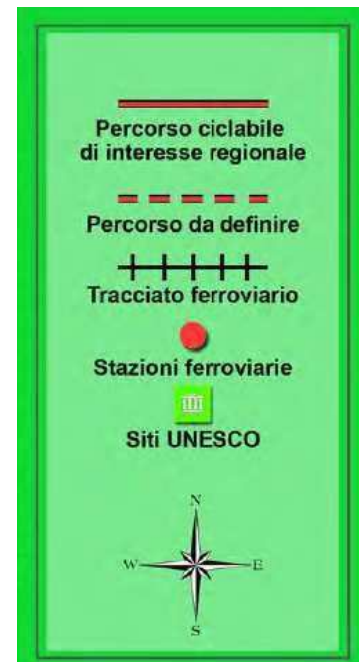 Percorso ciclabile
di interesse regionale
Percorso da definire
Tracciato ferroviario
Stazioni ferroviarie
Siti UNESCO
N
W E
S